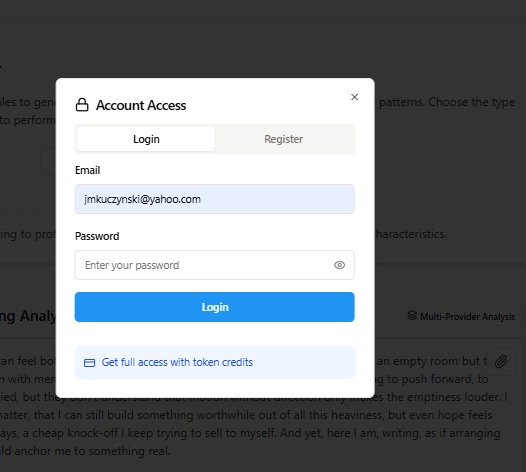 Account Access
Login Register
Email
jmkuczynski@yahoo.com
Password
Enter your password
Login
Get full access with token credits
ples to gen patterns. Choose the type
to perform
ing to prot haracteristics.
ng Analy Multi-Provider Analysis
an feel bot an empty room but t
n with mer ng to push forward, to
ied, but they don't understand that motion without direction only makes the emptiness louder. I
matter, that I can still build something worthwhile out of all this heaviness, but even hope feels
ays, a cheap knock-off I keep trying to sell to myself. And yet, here I am, writing, as if arranging
uld anchor me to something real.